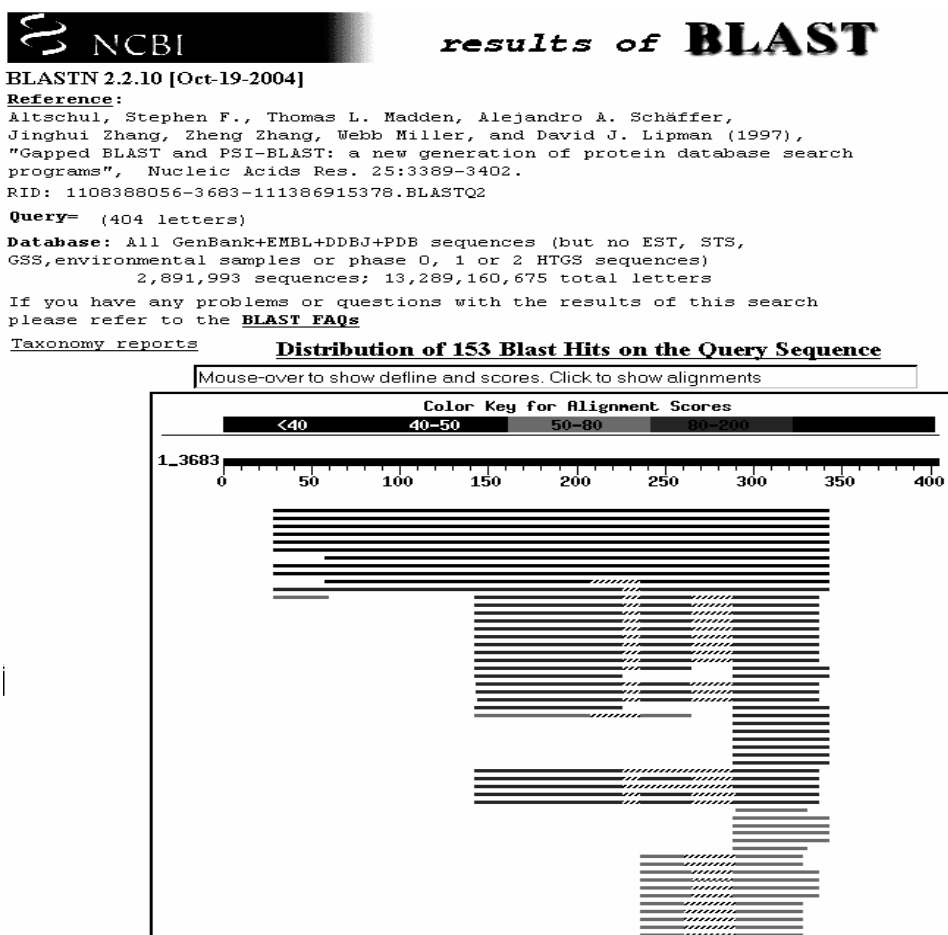 NCBI
results of BLAST
BLASTN 2.2.10 [Oct-19-2004]
Reference:
Altschul, Stephen F., Thomas L. Madden, Alejandro A. Schäffer,
Jinghui Zhang, Zheng Zhang, Webb Miller, and David J. Lipman (1997),
"Gapped BLAST and PSI-BLAST: a new generation of protein database search
programs", Nucleic Acids Res. 25:3389-3402.
RID: 1108388056-3683-111386915378.BLASTQ2
Query= (404 letters)
Database: All GenBank+EMBL+DDBJ+PDB sequences (but no EST, STS,
GSS,environmental samples or phase 0, 1 or 2 HTGS sequences)
2,891,993 sequences; 13,289,160,675 total letters
If you have any problems or questions with the results of this search
please refer to the BLAST FAQs
Taxonomy reports
Distribution of 153 Blast Hits on the Query Sequence
Mouse-over to show defline and scores. Click to show alignments
Color Key for Alignment Scores
<40 40-50 50-80 80-200
1_3683
0 50 100 150 200 250 300 350 400